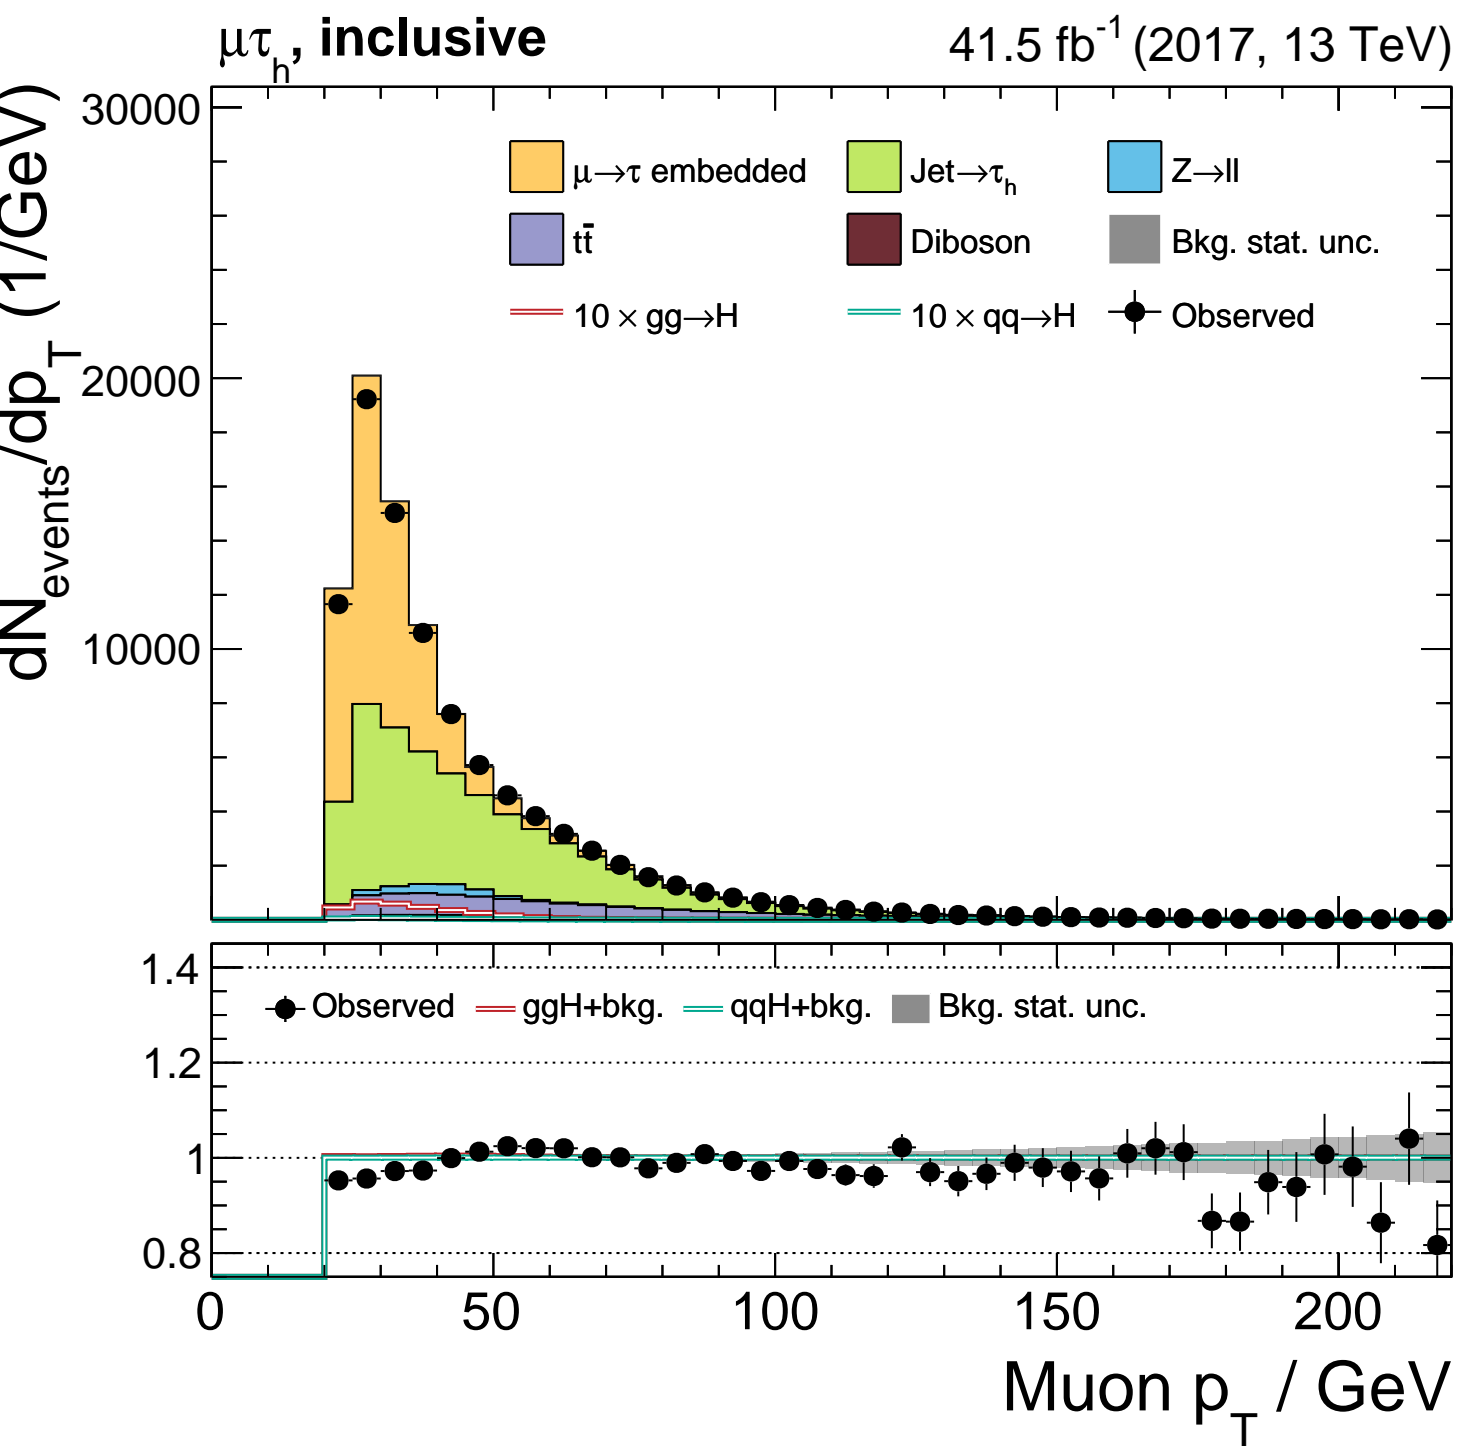 μτh, inclusive
41.5 fb-1 (2017, 13 TeV)
dNevents/dpT (1/GeV)
30000
20000
10000
μ→τ embedded
Jet→τh
Z→ll
tt̄
Diboson
Bkg. stat. unc.
10 × gg→H
10 × qq→H
Observed
1.4
1.2
1
0.8
Observed
ggH+bkg.
qqH+bkg.
Bkg. stat. unc.
0 50 100 150 200
Muon pT / GeV